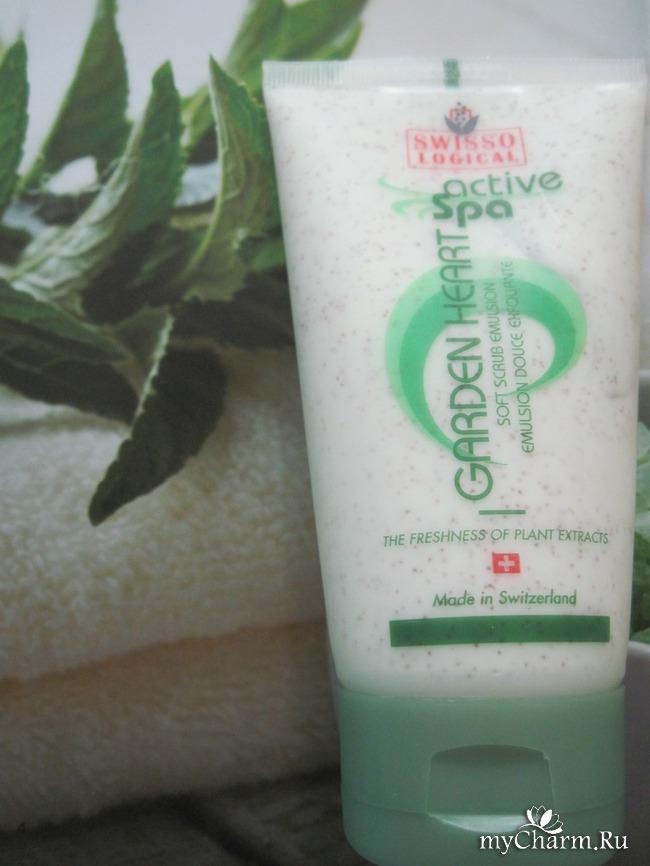 SWISSO
LOGICAL
active
Spa
GARDEN HEART
SOFT SCRUB EMULSION
EMULSION DOUCE EXFOLIANTE
THE FRESHNESS OF PLANT EXTRACTS
Made in Switzerland
myCharm.Ru